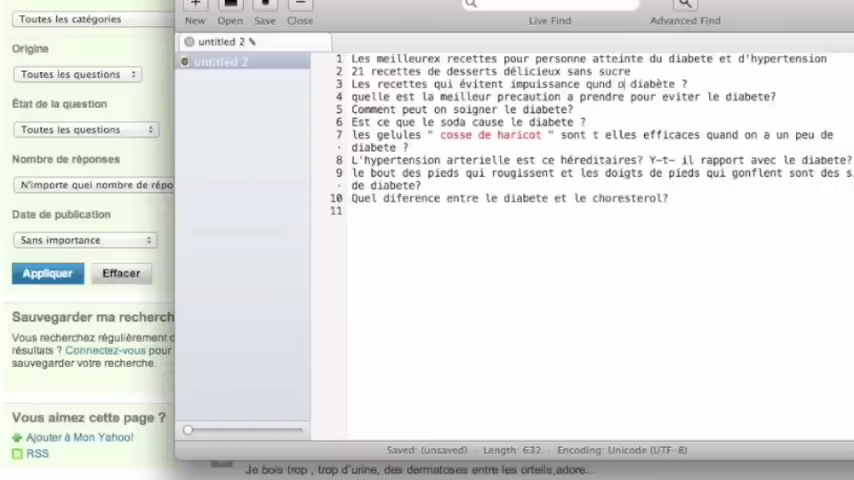 New
Open
Save
Close
Live Find
Advanced Find
untitled 2
untitled 2
Toutes les catégories
Origine
Toutes les questions
État de la question
Toutes les questions
Nombre de réponses
N'importe quel nombre de répo
Date de publication
Sans importance
Appliquer
Effacer
Sauvegarder ma recherch
Vous recherchez régulièrement d
résultats ? Connectez-vous pour
sauvegarder votre recherche.
Vous aimez cette page ?
Ajouter à Mon Yahoo!
RSS
1 Les meilleurex recettes pour personne atteinte du diabete et d'hypertention
2 21 recettes de desserts délicieux sans sucre
3 Les recettes qui évitent impuissance qund o diabète ?
4 quelle est la meilleur precaution a prendre pour eviter le diabete?
5 Comment peut on soigner le diabete?
6 Est ce que le soda cause le diabete ?
7 les gelules " cosse de haricot " sont t elles efficaces quand on a un peu de
diabete ?
8 L'hypertention arterielle est ce héreditaires? Y-t- il rapport avec le diabete?
9 le bout des pieds qui rougissent et les doigts de pieds qui gonflent sont des s
de diabete?
10 Quel diference entre le diabete et le choresterol?
11
Saved: (unsaved) - Length: 632 - Encoding: Unicode (UTF-8)
Je bois trop , trop d'urine, des dermatoses entre les orteils,adore...